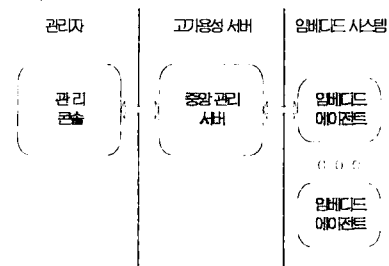 관리자
고가용성 서버
임베디드 시스템
관리
콘솔
중앙 관리
서버
임베디드
에이전트
임베디드
에이전트